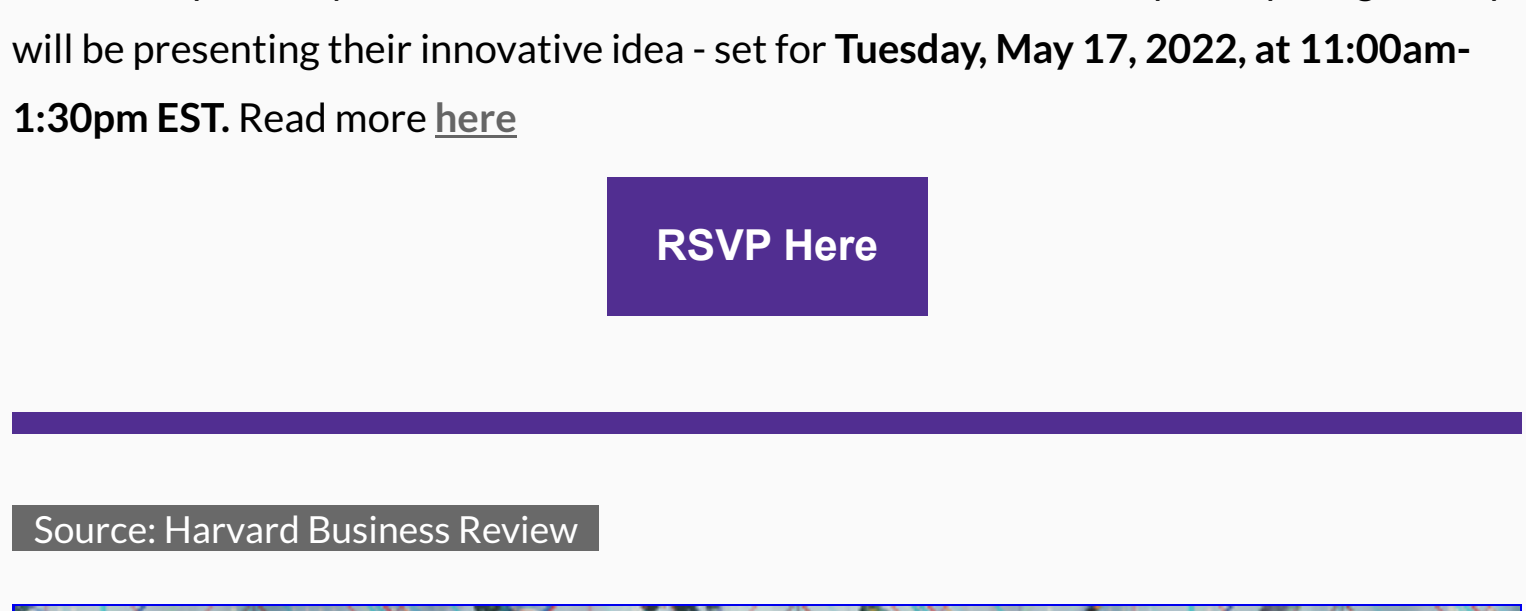 will be presenting their innovative idea - set for Tuesday, May 17, 2022, at 11:00am-
1:30pm EST. Read more here
RSVP Here
Source: Harvard Business Review